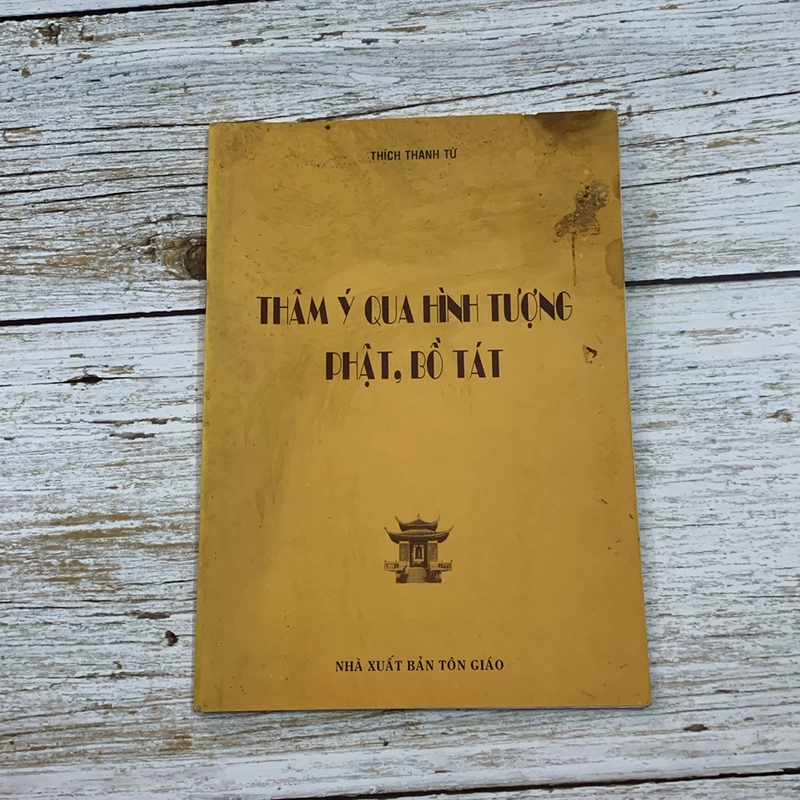 THÍCH THANH TỪ
THÂM Ý QUA HÌNH TƯỢNG
PHẬT, BỒ TÁT
NHÀ XUẤT BẢN TÔN GIÁO